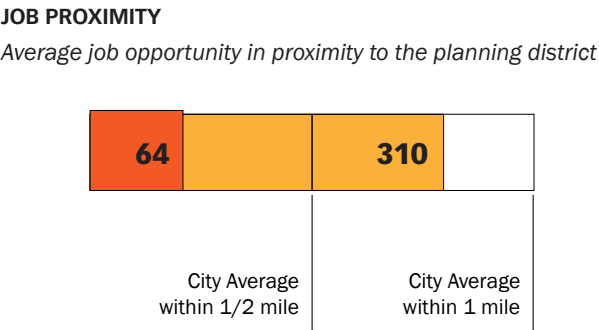 JOB PROXIMITY
Average job opportunity in proximity to the planning district
64
310
City Average
within 1/2 mile
City Average
within 1 mile